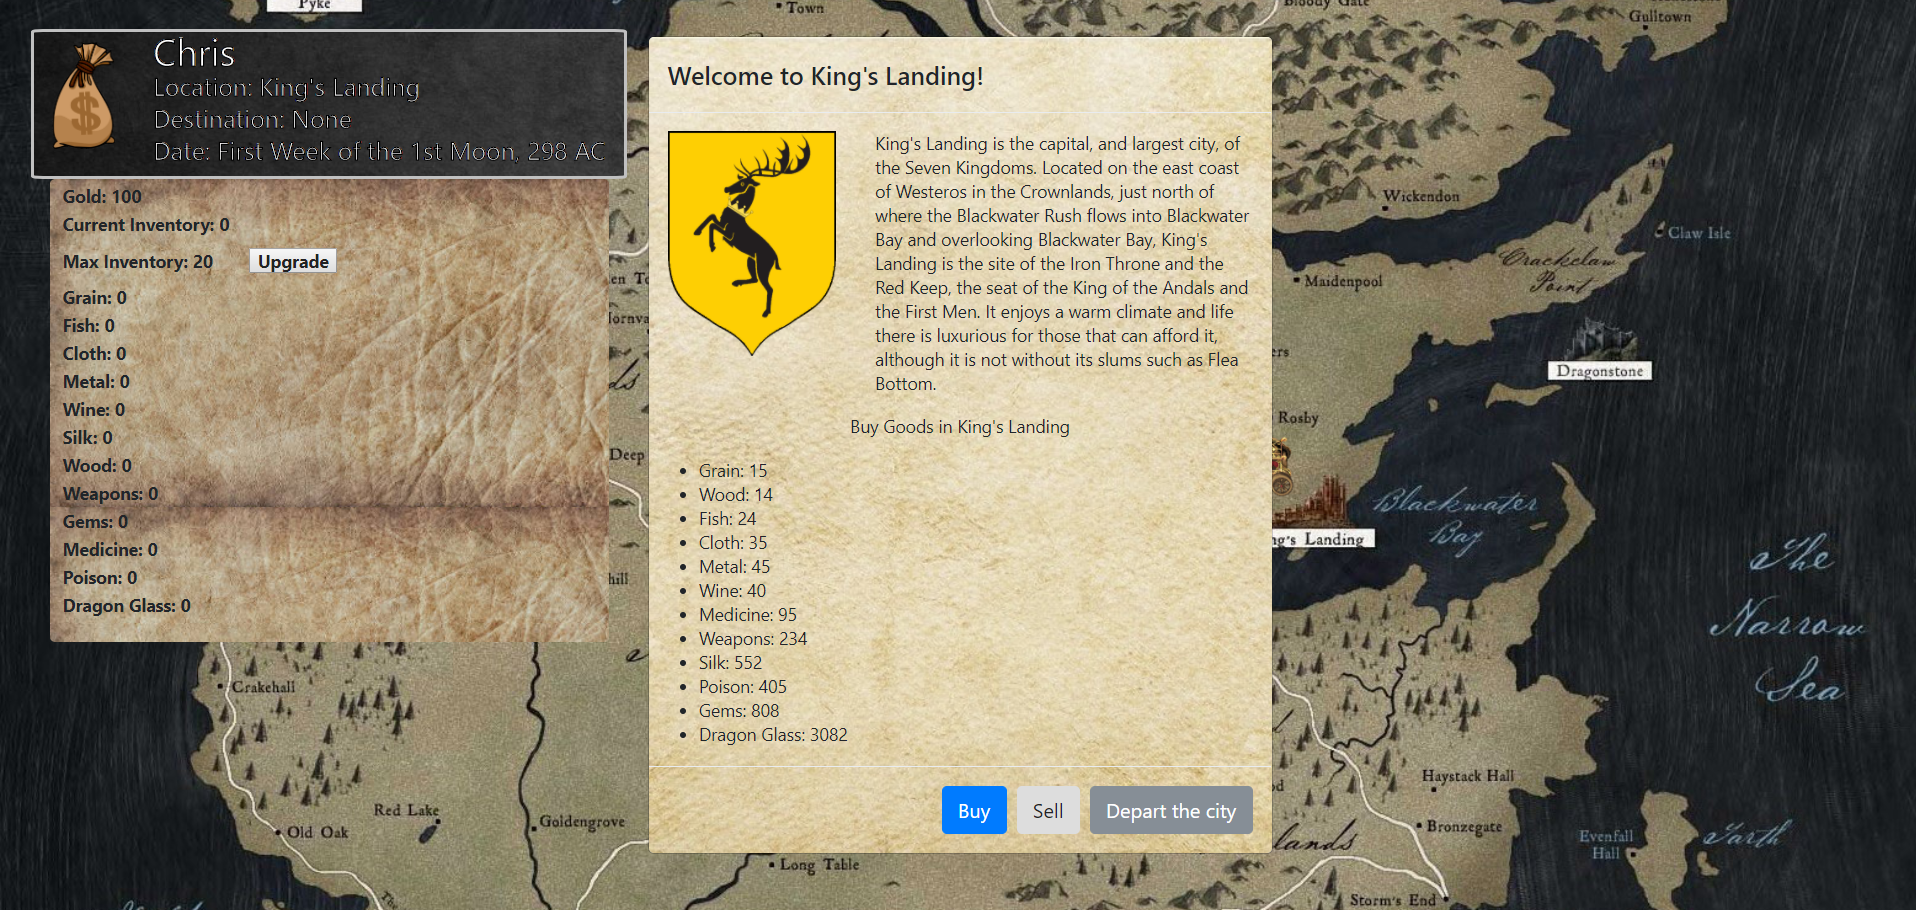 Pyke
Town
Bloody Gate
Gulltown
Chris
Location: King's Landing
Destination: None
Date: First Week of the 1st Moon, 298 AC
Gold: 100
Current Inventory: 0
Max Inventory: 20
Upgrade
Grain: 0
Fish: 0
Cloth: 0
Metal: 0
Wine: 0
Silk: 0
Wood: 0
Weapons: 0
Gems: 0
Medicine: 0
Poison: 0
Dragon Glass: 0
Welcome to King's Landing!
King's Landing is the capital, and largest city, of
the Seven Kingdoms. Located on the east coast
of Westeros in the Crownlands, just north of
where the Blackwater Rush flows into Blackwater
Bay and overlooking Blackwater Bay, King's
Landing is the site of the Iron Throne and the
Red Keep, the seat of the King of the Andals and
the First Men. It enjoys a warm climate and life
there is luxurious for those that can afford it,
although it is not without its slums such as Flea
Bottom.
Buy Goods in King's Landing
Grain: 15
Wood: 14
Fish: 24
Cloth: 35
Metal: 45
Wine: 40
Medicine: 95
Weapons: 234
Silk: 552
Poison: 405
Gems: 808
Dragon Glass: 3082
Buy
Sell
Depart the city
Wickendon
Claw Isle
Crackclaw
Point
Maidenpool
Dragonstone
Rosby
Deep
Blackwater
Bay
ng's Landing
The
Narrow
Sea
hill
Crakehall
Red Lake
Old Oak
Goldengrove
Long Table
Haystack Hall
Bronzegate
lands
Evenfall
Hall
Tarth
Storm's End
The